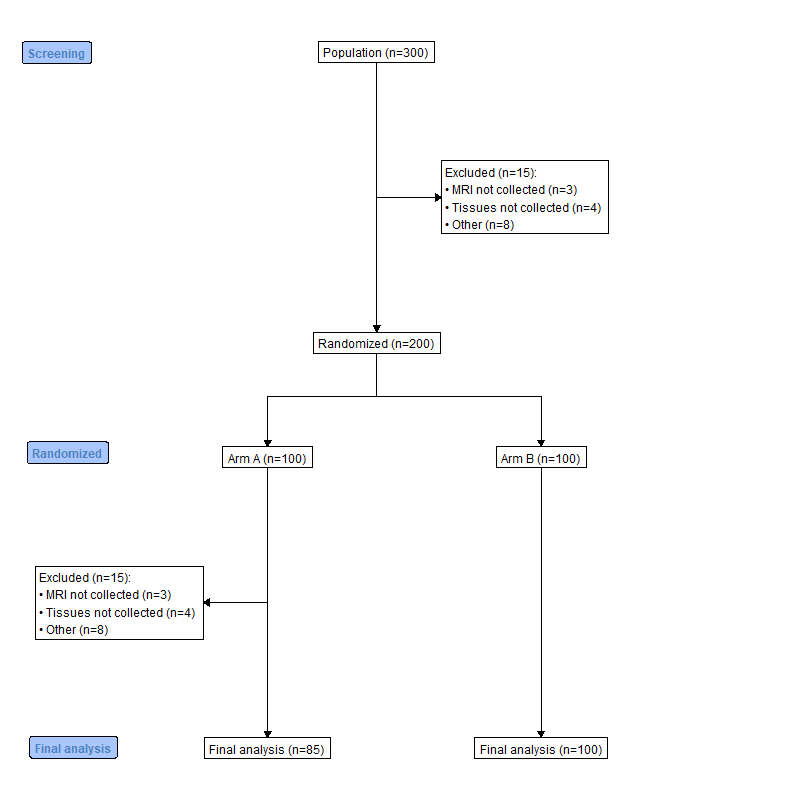 Screening
Population (n=300)
Excluded (n=15):
• MRI not collected (n=3)
• Tissues not collected (n=4)
• Other (n=8)
Randomized (n=200)
Randomized
Arm A (n=100)
Arm B (n=100)
Excluded (n=15):
• MRI not collected (n=3)
• Tissues not collected (n=4)
• Other (n=8)
Final analysis
Final analysis (n=85)
Final analysis (n=100)